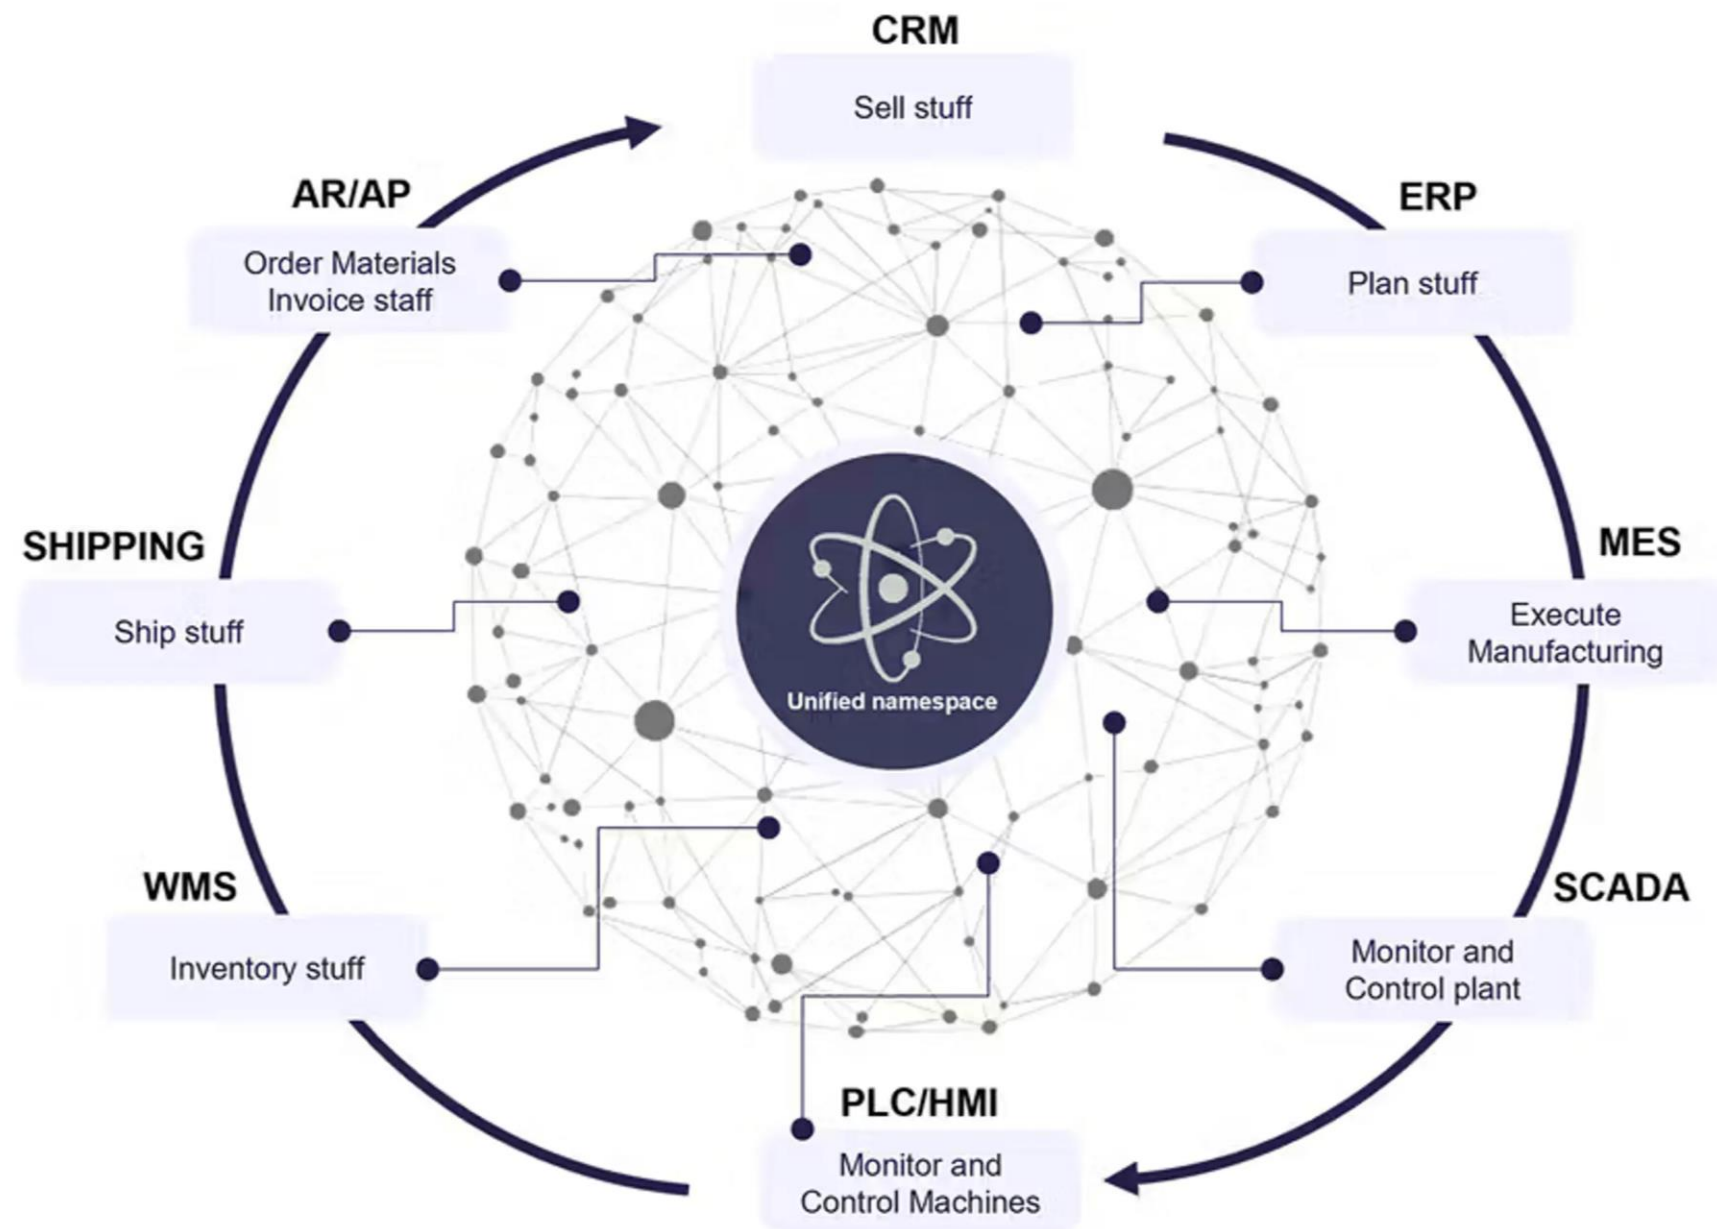 CRM
Sell stuff
ERP
Plan stuff
MES
Execute
Manufacturing
SCADA
Monitor and
Control plant
PLC/HMI
Monitor and
Control Machines
WMS
Inventory stuff
SHIPPING
Ship stuff
AR/AP
Order Materials
Invoice staff
Unified namespace